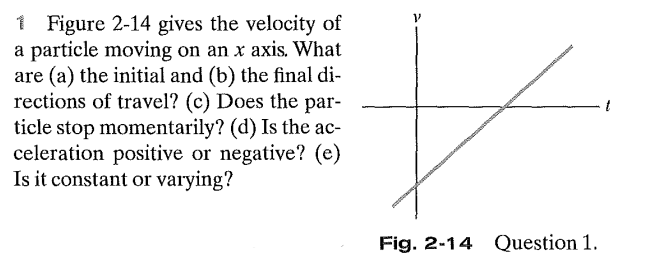 1 Figure 2-14 gives the velocity of
a particle moving on an x axis. What
are (a) the initial and (b) the final di-
rections of travel? (c) Does the par-
ticle stop momentarily? (d) Is the ac-
celeration positive or negative? (e)
Is it constant or varying?
v
t
Fig. 2-14 Question 1.